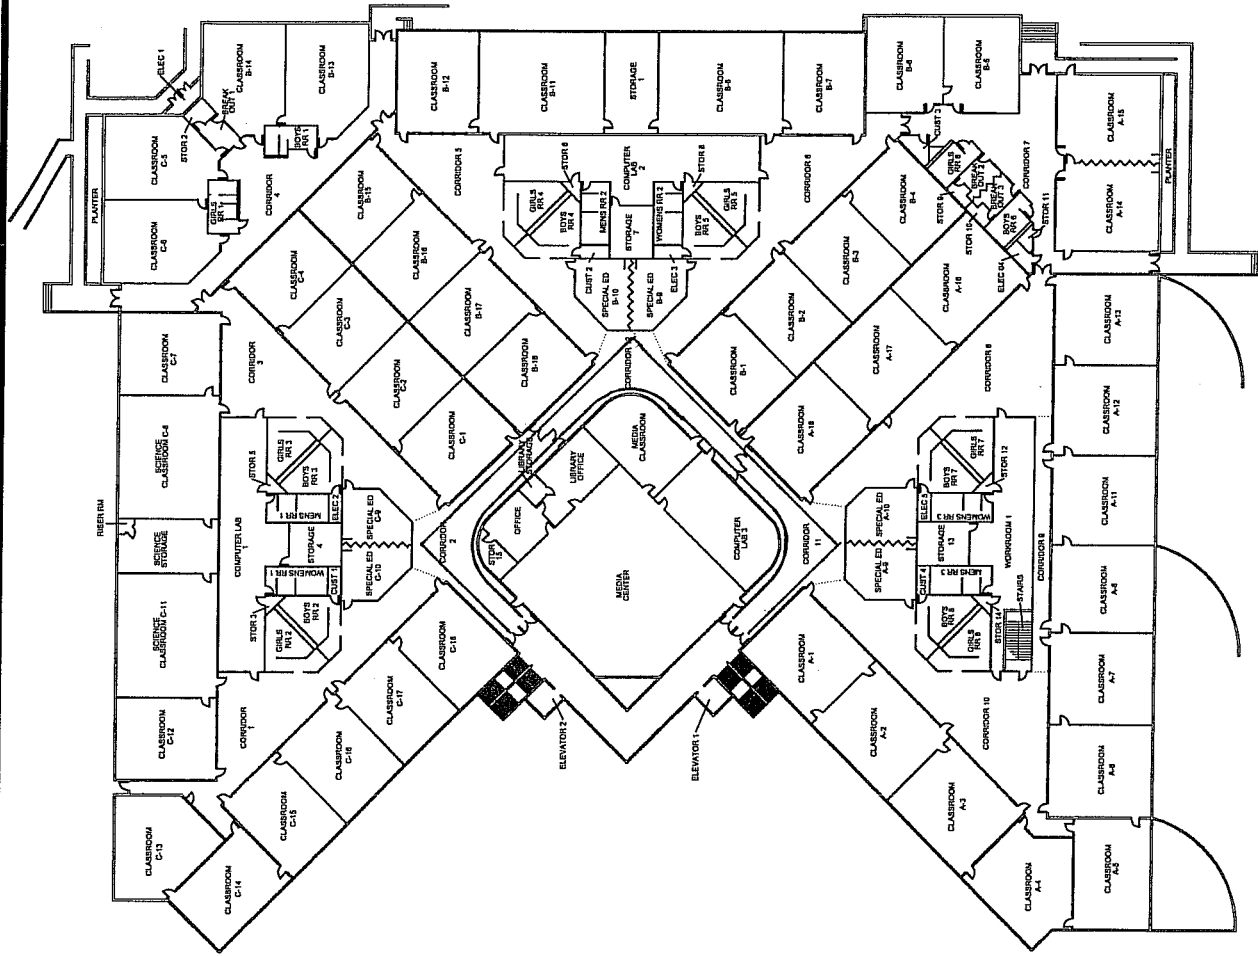 ELEC 1
CLASSROOM
B-14
CLASSROOM
B-13
CLASSROOM
B-12
CLASSROOM
B-11
STORAGE
1
CLASSROOM
B-8
CLASSROOM
B-7
CLASSROOM
B-6
CLASSROOM
B-5
BREAK
OUT 1
STOR 2
BOYS
RR 1
PLANTER
CLASSROOM
C-5
CLASSROOM
C-6
GIRLS
RR 1
CORRIDOR
4
CORRIDOR 5
STOR 6
COMPUTER
LAB
2
STOR 8
GIRLS
RR 4
BOYS
RR 4
MENS RR 2
STORAGE
7
WOMENS RR 2
GIRLS
RR 5
BOYS
RR 5
CUST 2
ELEC 3
SPECIAL ED
B-10
SPECIAL ED
B-9
CORRIDOR 6
CUST 3
GIRLS
RR 6
BREAK
OUT 2
BREAK
OUT 3
STOR 9
STOR 10
BOYS
RR 6
STOR 11
ELEC 04
CORRIDOR 7
CLASSROOM
A-15
CLASSROOM
A-14
PLANTER
CLASSROOM
B-15
CLASSROOM
B-16
CLASSROOM
B-17
CLASSROOM
B-18
CLASSROOM
C-4
CLASSROOM
C-3
CLASSROOM
C-2
CLASSROOM
C-1
CLASSROOM
B-4
CLASSROOM
B-3
CLASSROOM
B-2
CLASSROOM
B-1
CLASSROOM
A-16
CLASSROOM
A-17
CLASSROOM
A-18
CORRIDOR
3
CORRIDOR 8
CLASSROOM
C-7
SCIENCE
CLASSROOM C-8
RISER RM
SCIENCE
STORAGE
SCIENCE
CLASSROOM C-11
CLASSROOM
C-12
CLASSROOM
C-13
CLASSROOM
C-14
CLASSROOM
C-15
CLASSROOM
C-16
CLASSROOM
C-17
CLASSROOM
C-18
CORRIDOR
1
COMPUTER LAB
1
STOR 5
GIRLS
RR 3
BOYS
RR 3
MENS RR 1
ELEC 2
STORAGE
4
WOMENS RR 1
CUST 1
STOR 3
BOYS
RR 2
GIRLS
RR 2
SPECIAL ED
C-9
SPECIAL ED
C-10
CORRIDOR
2
LIBRARY
STORAGE
LIBRARY
OFFICE
OFFICE
STOR
15
MEDIA
CLASSROOM
COMPUTER
LAB 3
MEDIA
CENTER
CORRIDOR
11
ELEVATOR 2
ELEVATOR 1
SPECIAL ED
A-10
SPECIAL ED
A-9
ELEC 5
WOMENS RR 3
BOYS
RR 7
GIRLS
RR 7
STOR 12
STORAGE
13
CUST 4
MENS RR 3
BOYS
RR 8
GIRLS
RR 8
STOR 14
WORKROOM 1
STAIRS
CORRIDOR 9
CORRIDOR 10
CLASSROOM
A-13
CLASSROOM
A-12
CLASSROOM
A-11
CLASSROOM
A-8
CLASSROOM
A-7
CLASSROOM
A-6
CLASSROOM
A-5
CLASSROOM
A-4
CLASSROOM
A-3
CLASSROOM
A-2
CLASSROOM
A-1